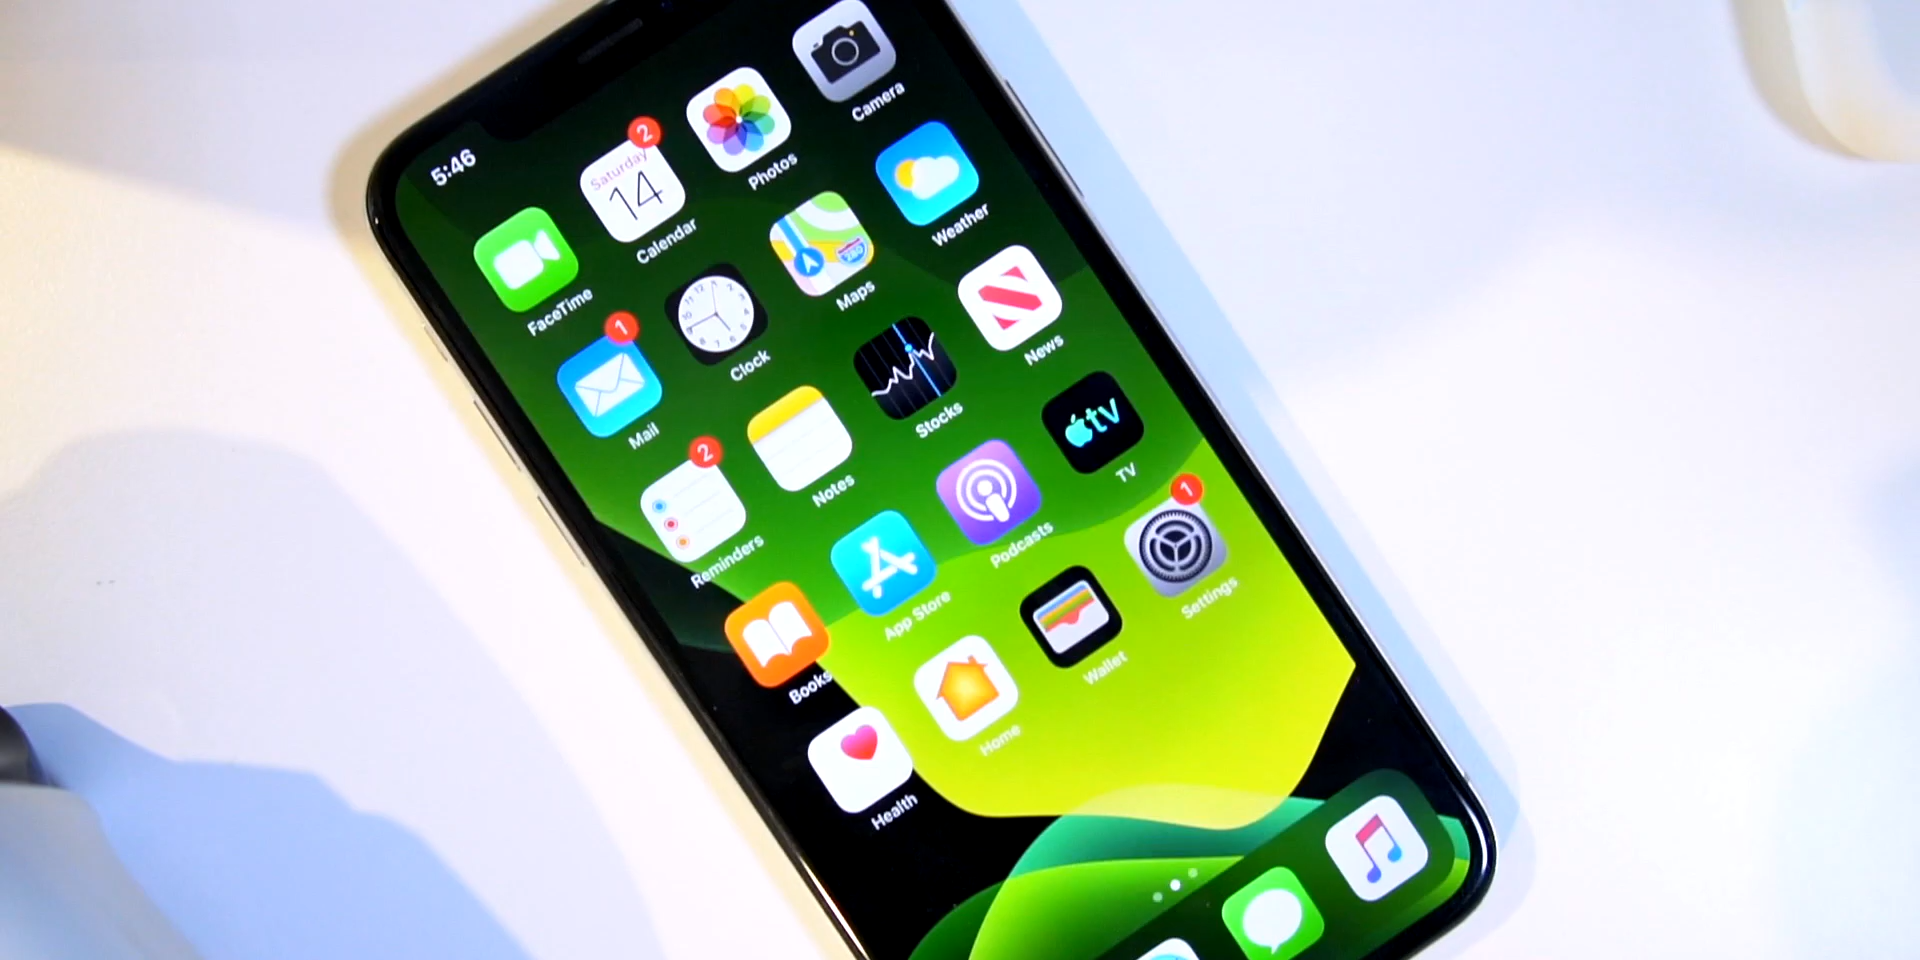 5:46
2
Saturday
14
FaceTime
Calendar
Photos
Camera
1
Mail
Clock
280
Maps
Weather
2
Reminders
Notes
Stocks
News
Books
App Store
Podcasts
tv
TV
1
Health
Home
Wallet
Settings